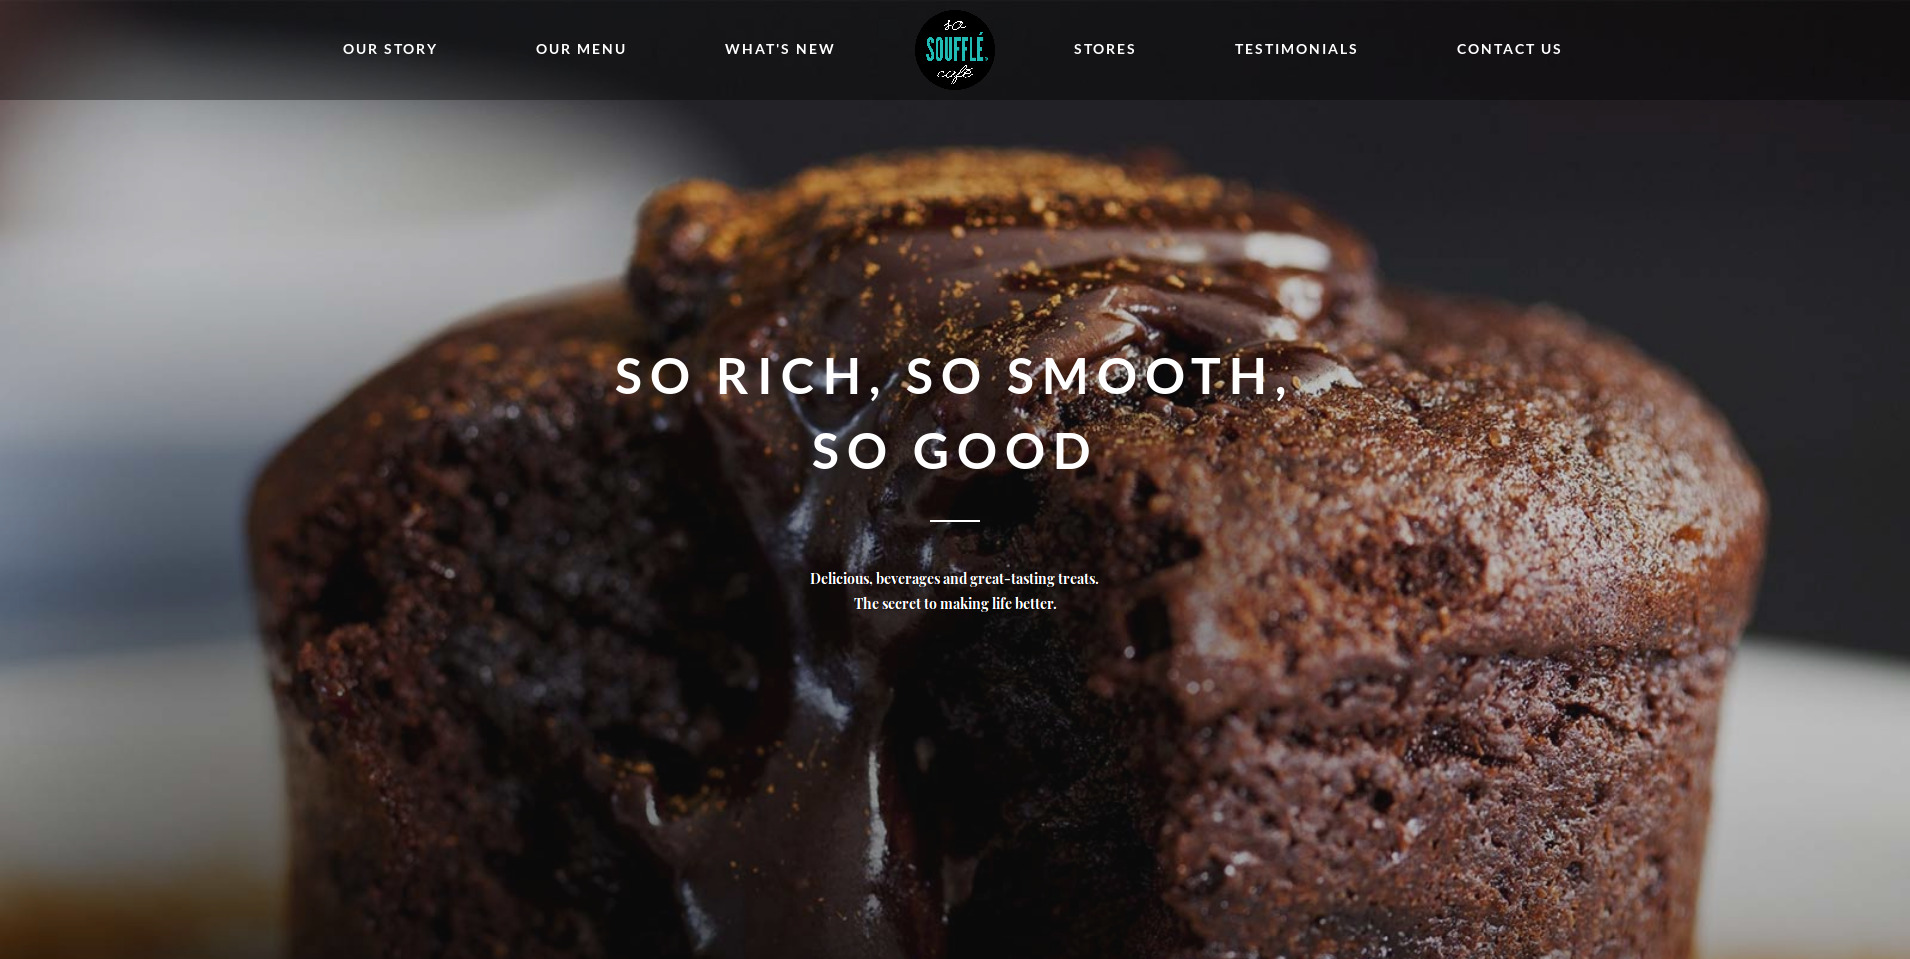 OUR STORY
OUR MENU
WHAT'S NEW
so
SOUFFLÉ
café
STORES
TESTIMONIALS
CONTACT US
SO RICH, SO SMOOTH,
SO GOOD
Delicious, beverages and great-tasting treats.
The secret to making life better.